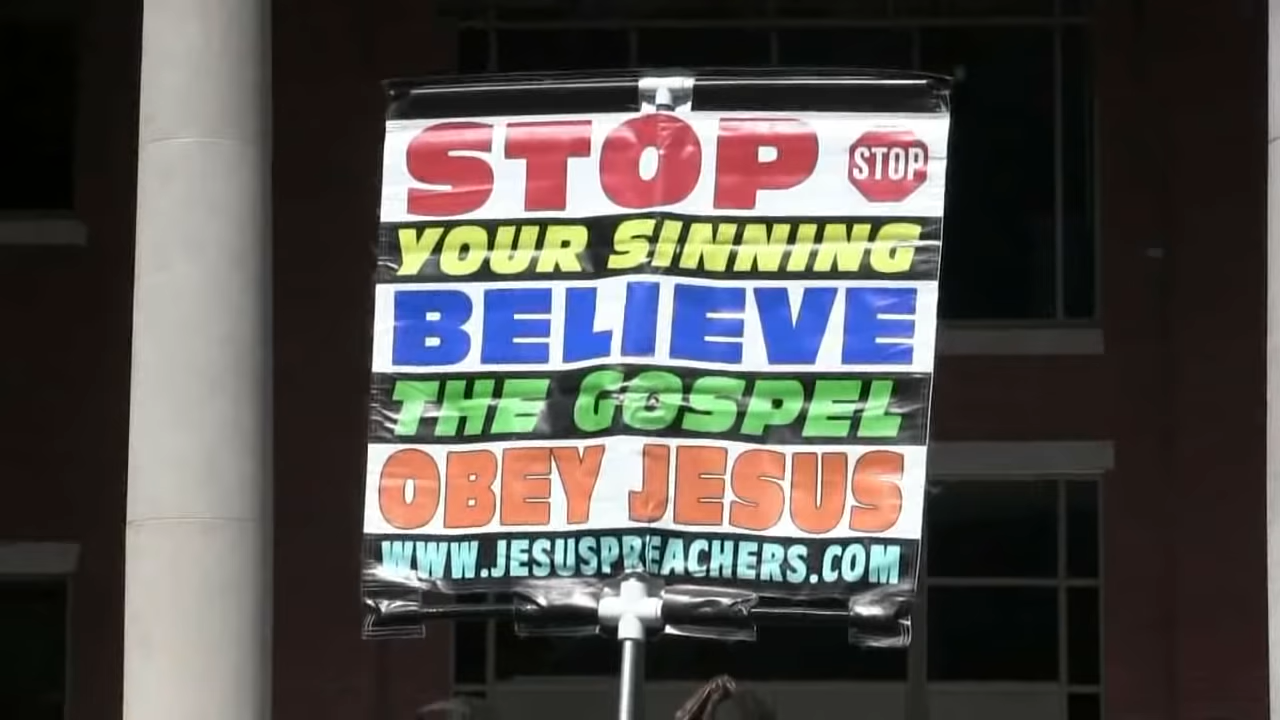 STOP STOP
YOUR SINNING
BELIEVE
THE GOSPEL
OBEY JESUS
WWW.JESUSPREACHERS.COM